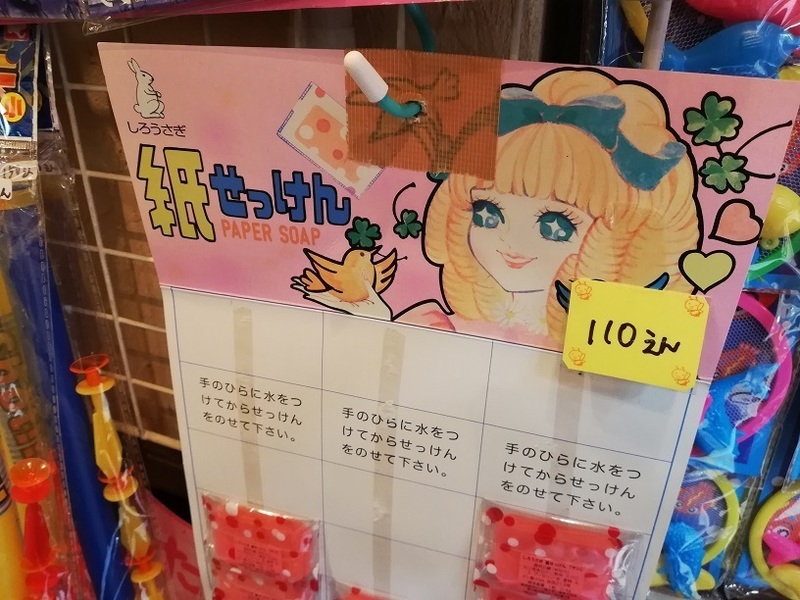 しろうさぎ
紙せっけん
PAPER SOAP
110えん
手のひらに水をつ
けてからせっけん
をのせて下さい。
手のひらに水をつ
けてからせっけん
をのせて下さい。
手のひらに水をつ
けてからせっけん
をのせて下さい。